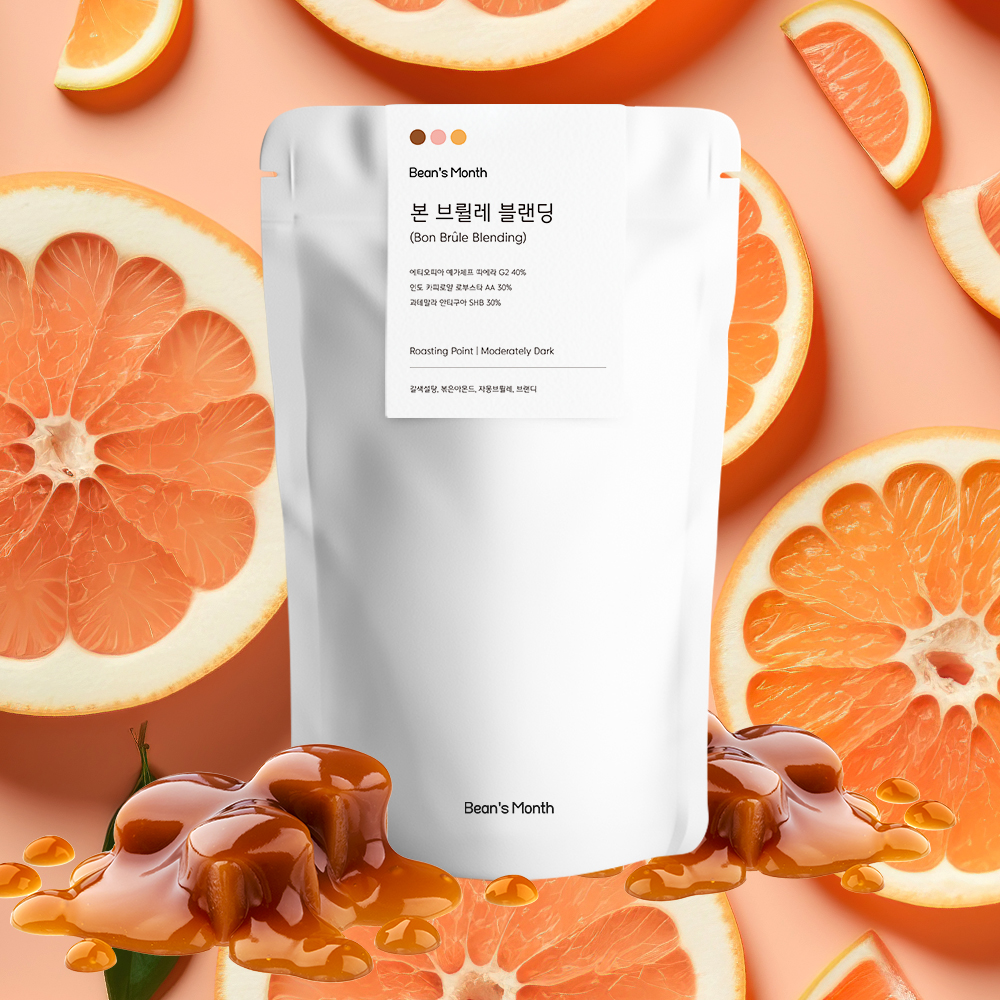 Bean's Month
본 브륄레 블랜딩
(Bon Brûle Blending)
에티오피아 예가체프 띠에라 G2 40%
인도 카피로얄 로부스타 AA 30%
과테말라 안티구아 SHB 30%
Roasting Point | Moderately Dark
갈색설탕, 볶은아몬드, 자몽브륄레, 브랜디
Bean's Month